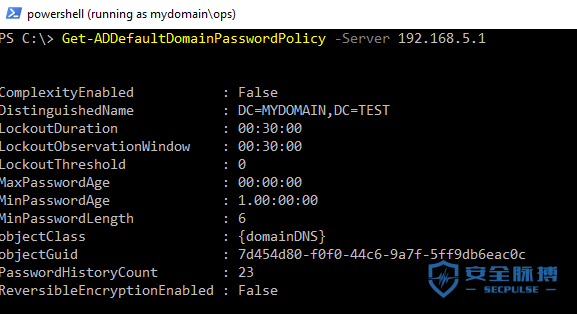 powershell (running as mydomain\ops)
PS C:\> Get-ADDefaultDomainPasswordPolicy -Server 192.168.5.1
ComplexityEnabled : False
DistinguishedName : DC=MYDOMAIN,DC=TEST
LockoutDuration : 00:30:00
LockoutObservationWindow : 00:30:00
LockoutThreshold : 0
MaxPasswordAge : 00:00:00
MinPasswordAge : 1.00:00:00
MinPasswordLength : 6
objectClass : {domainDNS}
objectGuid : 7d454d80-f0f0-44c6-9a7f-5ff9db6eac0c
PasswordHistoryCount : 23
ReversibleEncryptionEnabled : False
安全脉搏
SECPULSE